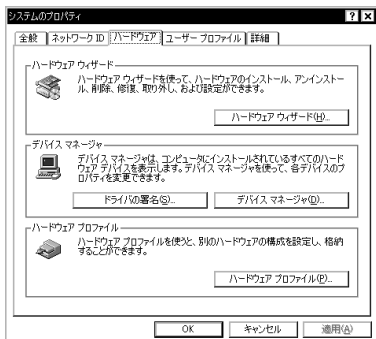 システムのプロパティ
全般 ネットワーク ID ハードウェア ユーザー プロファイル 詳細
ハードウェア ウィザード
ハードウェア ウィザードを使って、ハードウェアのインストール、アンインストー
ル、削除、修復、取り外し、および設定ができます。
ハードウェア ウィザード(H)...
デバイス マネージャ
デバイス マネージャは、コンピュータにインストールされているすべてのハード
ウェア デバイスを表示します。デバイス マネージャを使って、各デバイスのプ
ロパティを変更できます。
ドライバの署名(S)...
デバイス マネージャ(D)...
ハードウェア プロファイル
ハードウェア プロファイルを使うと、別のハードウェアの構成を設定し、格納
することができます。
ハードウェア プロファイル(P)...
OK キャンセル 適用(A)